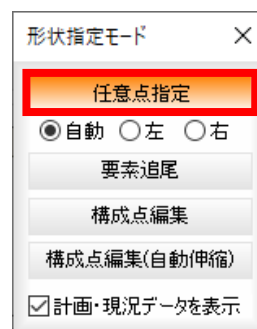 形状指定モード
任意点指定
自動 左 右
要素追尾
構成点編集
構成点編集(自動伸縮)
計画・現況データを表示